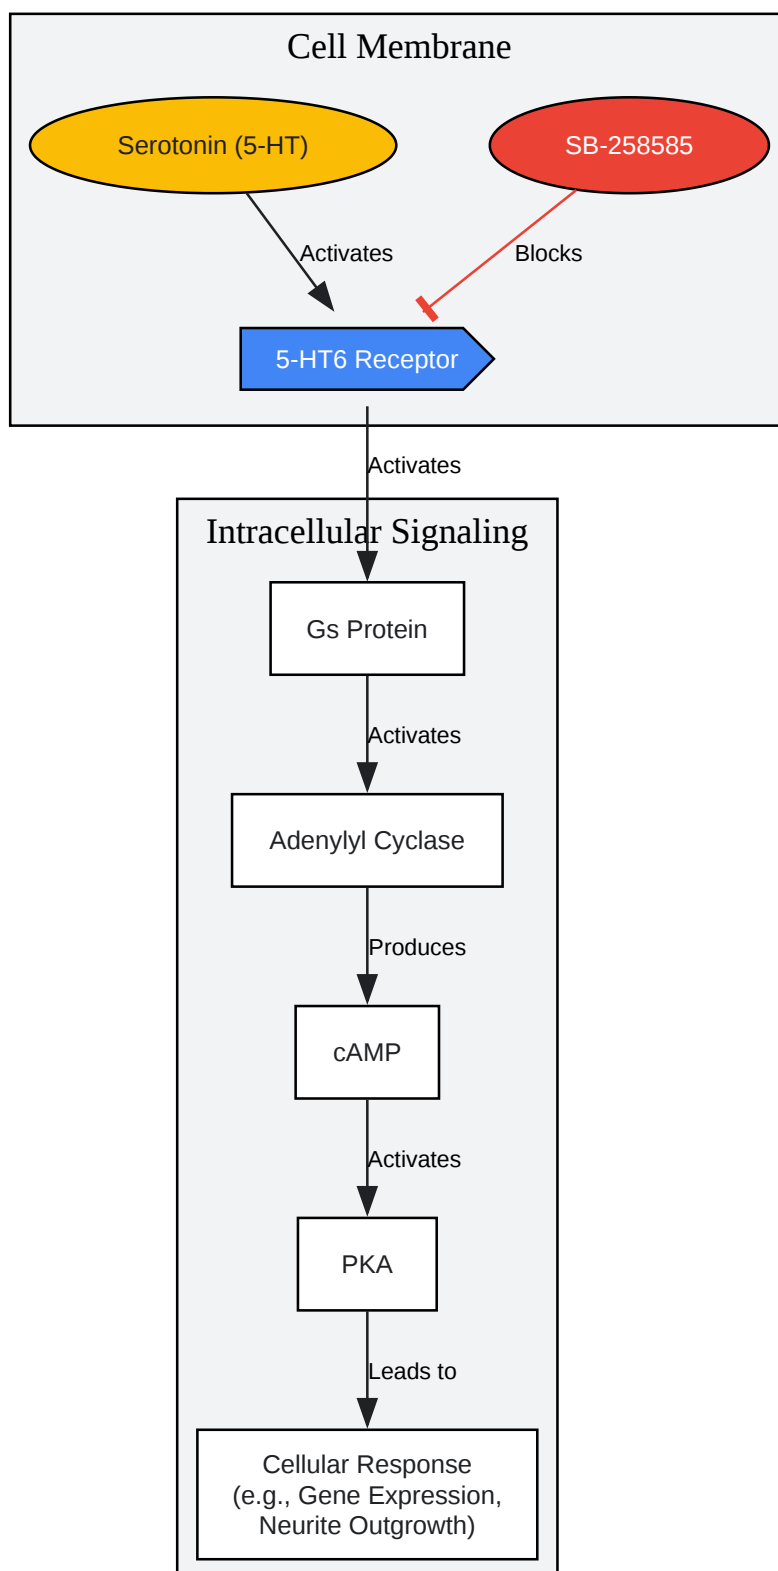 Cell Membrane
Serotonin (5-HT)
SB-258585
Activates
Blocks
5-HT6 Receptor
Activates
Intracellular Signaling
Gs Protein
Activates
Adenylyl Cyclase
Produces
cAMP
Activates
PKA
Leads to
Cellular Response
(e.g., Gene Expression,
Neurite Outgrowth)